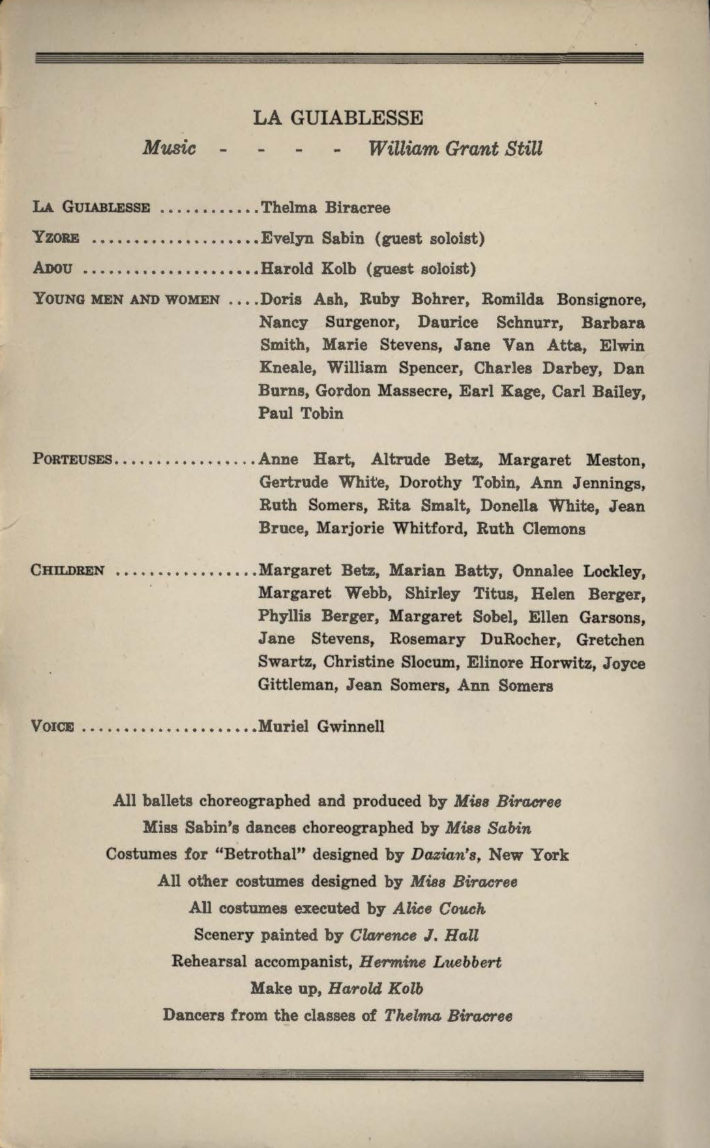 LA GUIABLESSE
Music - - - - William Grant Still
LA GUIABLESSE ............Thelma Biracree
YZORE ....................Evelyn Sabin (guest soloist)
ADOU .....................Harold Kolb (guest soloist)
YOUNG MEN AND WOMEN ....Doris Ash, Ruby Bohrer, Romilda Bonsignore,
Nancy Surgenor, Daurice Schnurr, Barbara
Smith, Marie Stevens, Jane Van Atta, Elwin
Kneale, William Spencer, Charles Darbey, Dan
Burns, Gordon Massecre, Earl Kage, Carl Bailey,
Paul Tobin
PORTEUSES.................Anne Hart, Altrude Betz, Margaret Meston,
Gertrude White, Dorothy Tobin, Ann Jennings,
Ruth Somers, Rita Smalt, Donella White, Jean
Bruce, Marjorie Whitford, Ruth Clemons
CHILDREN .................Margaret Betz, Marian Batty, Onnalee Lockley,
Margaret Webb, Shirley Titus, Helen Berger,
Phyllis Berger, Margaret Sobel, Ellen Garsons,
Jane Stevens, Rosemary DuRocher, Gretchen
Swartz, Christine Slocum, Elinore Horwitz, Joyce
Gittleman, Jean Somers, Ann Somers
VOICE .....................Muriel Gwinnell
All ballets choreographed and produced by Miss Biracree
Miss Sabin's dances choreographed by Miss Sabin
Costumes for "Betrothal" designed by Dazian's, New York
All other costumes designed by Miss Biracree
All costumes executed by Alice Couch
Scenery painted by Clarence J. Hall
Rehearsal accompanist, Hermine Luebbert
Make up, Harold Kolb
Dancers from the classes of Thelma Biracree